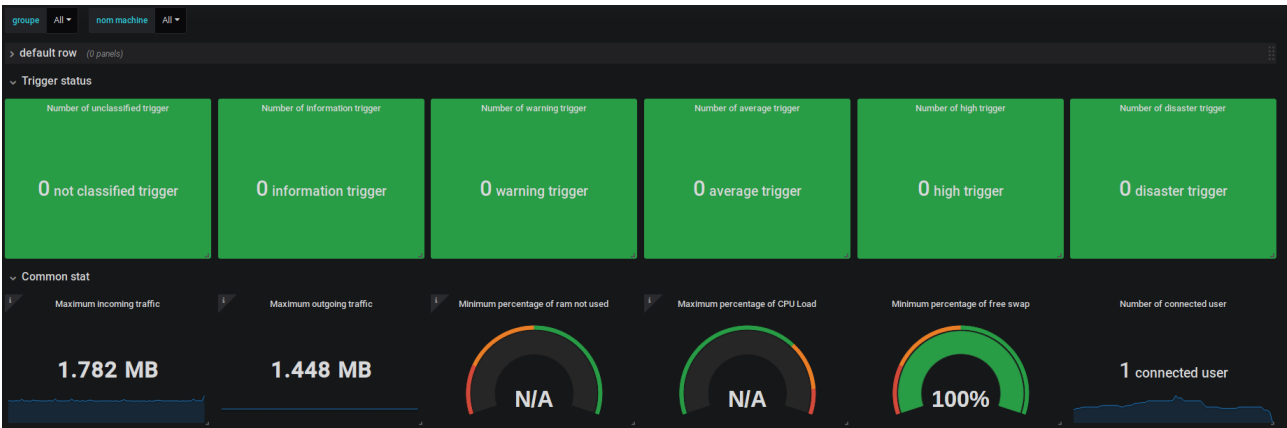 groupe All nom machine All
default row (0 panels)
Trigger status
Number of unclassified trigger Number of information trigger Number of warning trigger Number of average trigger Number of high trigger Number of disaster trigger
0 not classified trigger 0 information trigger 0 warning trigger 0 average trigger 0 high trigger 0 disaster trigger
Common stat
i i i i
Maximum incoming traffic Maximum outgoing traffic Minimum percentage of ram not used Maximum percentage of CPU Load Minimum percentage of free swap Number of connected user
1.782 MB 1.448 MB N/A N/A 100% 1 connected user